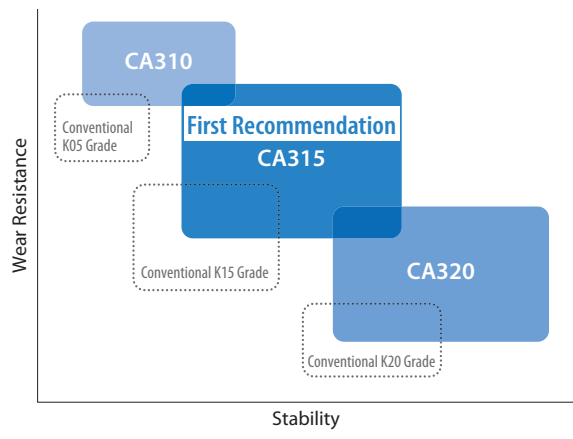 CA310
Conventional
K05 Grade
First Recommendation
CA315
Conventional K15 Grade
CA320
Conventional K20 Grade
Wear Resistance
Stability